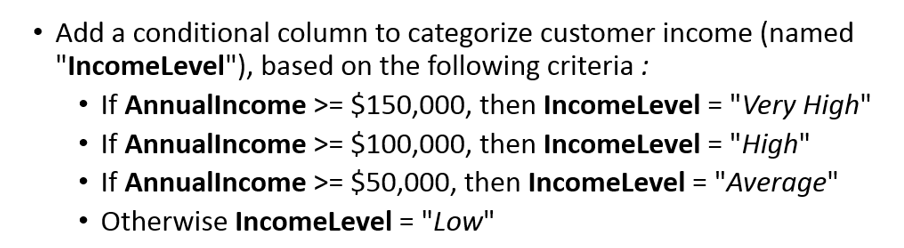 • Add a conditional column to categorize customer income (named
"IncomeLevel"), based on the following criteria :
• If AnnualIncome >= $150,000, then IncomeLevel = "Very High"
• If AnnualIncome >= $100,000, then IncomeLevel = "High"
• If AnnualIncome >= $50,000, then IncomeLevel = "Average"
• Otherwise IncomeLevel = "Low"